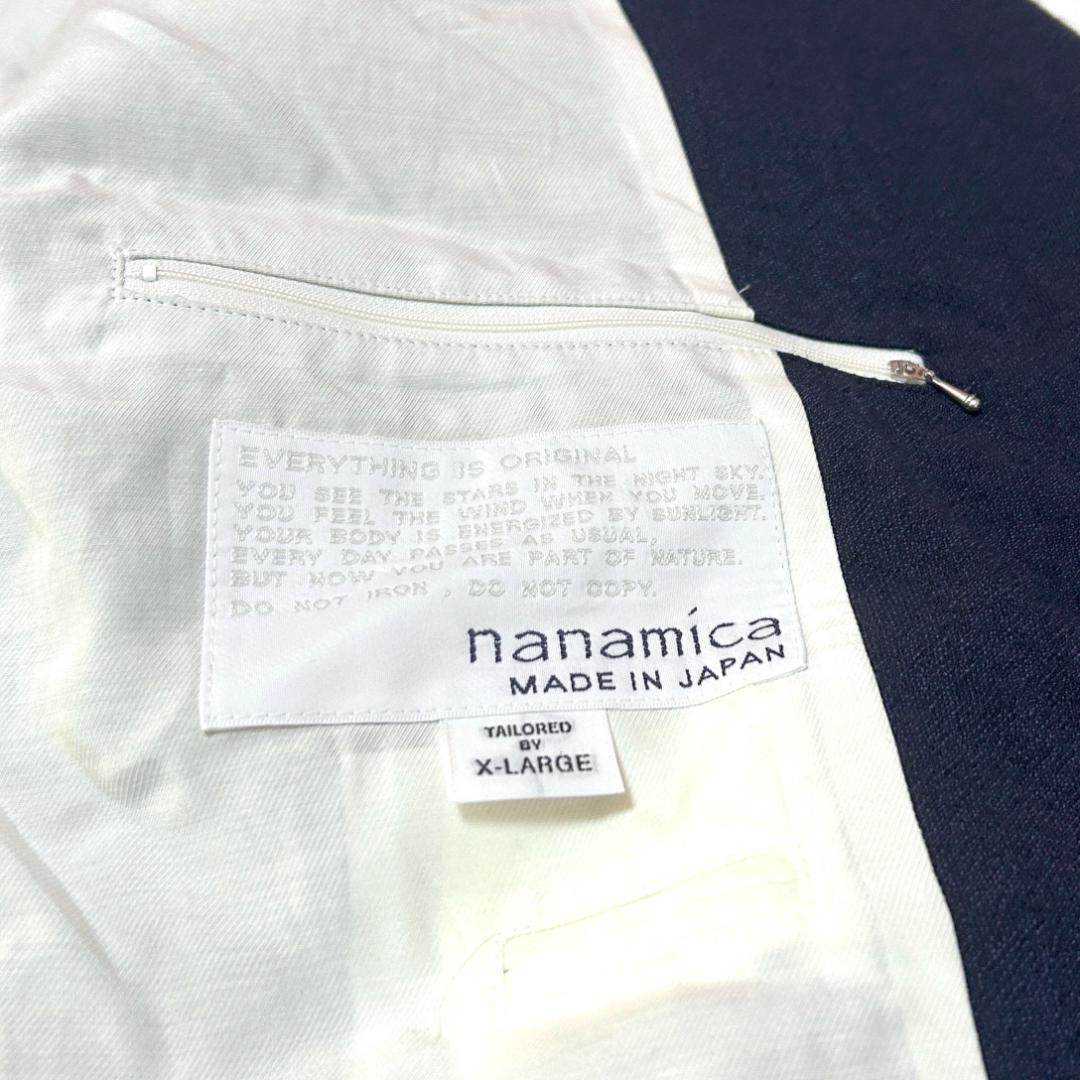 EVERYTHING IS ORIGINAL
YOU SEE THE STARS IN THE NIGHT SKY.
YOU FEEL THE WIND WHEN YOU MOVE.
YOUR BODY IS ENERGIZED BY SUNLIGHT.
EVERY DAY PASSES AS USUAL,
BUT NOW YOU ARE PART OF NATURE.
DO NOT IRON, DO NOT COPY.
nanamíca
MADE IN JAPAN
TAILORED
BY
X-LARGE